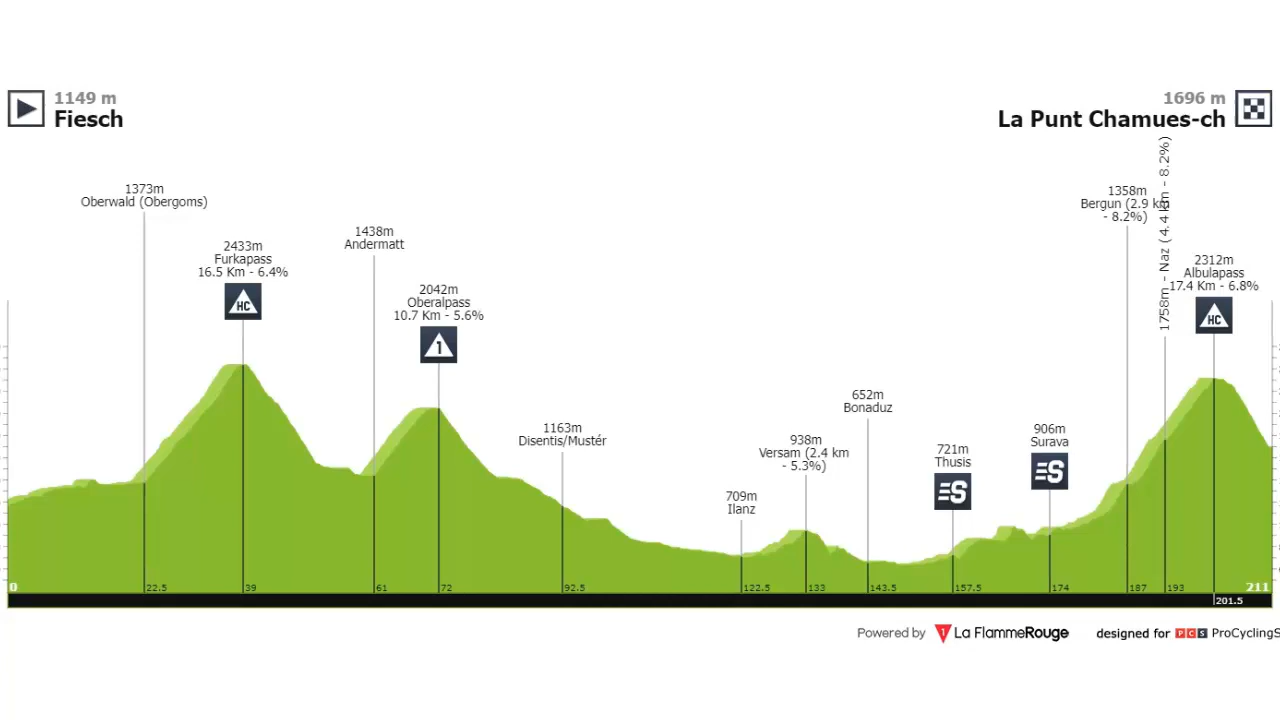 1149 m
Fiesch
1696 m
La Punt Chamues-ch
1373m
Oberwald (Obergoms)
2433m
Furkapass
16.5 Km - 6.4%
HC
1438m
Andermatt
2042m
Oberalpass
10.7 Km - 5.6%
1
1163m
Disentis/Mustér
709m
Ilanz
938m
Versam (2.4 km
- 5.3%)
652m
Bonaduz
721m
Thusis
S
906m
Surava
S
1358m
Bergun (2.9 km
- 8.2%)
1758m - Naz (4.4 km - 8.2%)
2312m
Albulapass
17.4 Km - 6.8%
HC
0
22.5
39
61
72
92.5
122.5
133
143.5
157.5
174
187
193
201.5
211
Powered by
1
La FlammeRouge
designed for
PCS
ProCyclingS